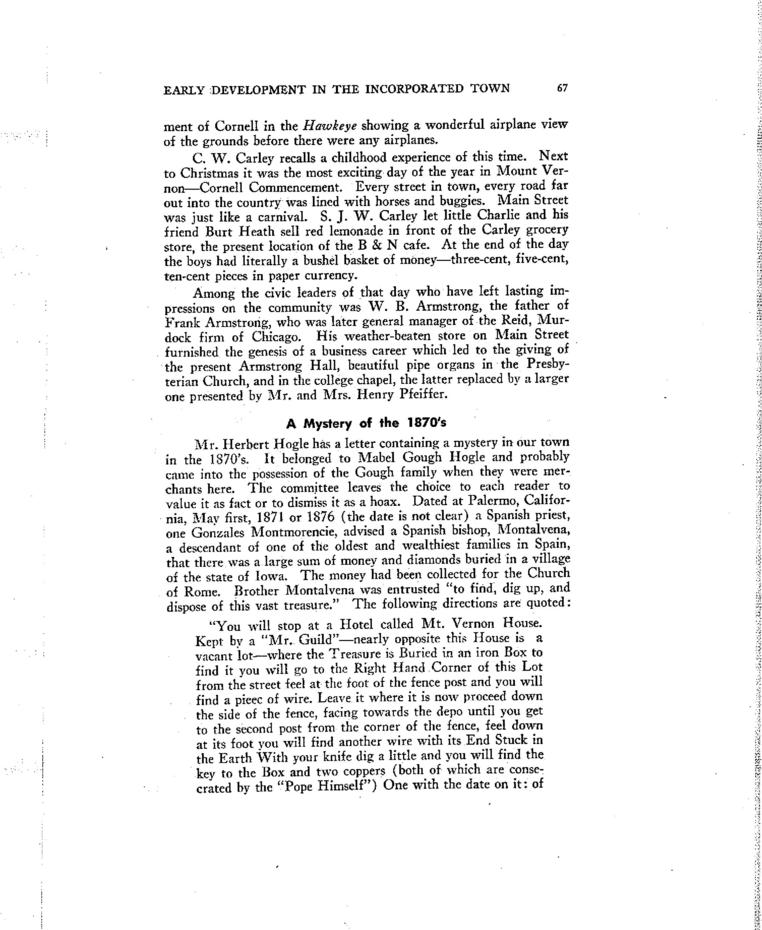 EARLY DEVELOPMENT IN THE INCORPORATED TOWN 67
ment of Cornell in the Hawkeye showing a wonderful airplane view
of the grounds before there were any airplanes.
C. W. Carley recalls a childhood experience of this time. Next
to Christmas it was the most exciting day of the year in Mount Ver-
non—Cornell Commencement. Every street in town, every road far
out into the country was lined with horses and buggies. Main Street
was just like a carnival. S. J. W. Carley let little Charlie and his
friend Burt Heath sell red lemonade in front of the Carley grocery
store, the present location of the B & N cafe. At the end of the day
the boys had literally a bushel basket of money—three-cent, five-cent,
ten-cent pieces in paper currency.
Among the civic leaders of that day who have left lasting im-
pressions on the community was W. B. Armstrong, the father of
Frank Armstrong, who was later general manager of the Reid, Mur-
dock firm of Chicago. His weather-beaten store on Main Street
furnished the genesis of a business career which led to the giving of
the present Armstrong Hall, beautiful pipe organs in the Presby-
terian Church, and in the college chapel, the latter replaced by a larger
one presented by Mr. and Mrs. Henry Pfeiffer.
A Mystery of the 1870's
Mr. Herbert Hogle has a letter containing a mystery in our town
in the 1870's. It belonged to Mabel Gough Hogle and probably
came into the possession of the Gough family when they were mer-
chants here. The committee leaves the choice to each reader to
value it as fact or to dismiss it as a hoax. Dated at Palermo, Califor-
nia, May first, 1871 or 1876 (the date is not clear) a Spanish priest,
one Gonzales Montmorencie, advised a Spanish bishop, Montalvena,
a descendant of one of the oldest and wealthiest families in Spain,
that there was a large sum of money and diamonds buried in a village
of the state of Iowa. The money had been collected for the Church
of Rome. Brother Montalvena was entrusted "to find, dig up, and
dispose of this vast treasure." The following directions are quoted:
"You will stop at a Hotel called Mt. Vernon House.
Kept by a "Mr. Guild"—nearly opposite this House is a
vacant lot—where the Treasure is Buried in an iron Box to
find it you will go to the Right Hand Corner of this Lot
from the street feel at the foot of the fence post and you will
find a pieec of wire. Leave it where it is now proceed down
the side of the fence, facing towards the depo until you get
to the second post from the corner of the fence, feel down
at its foot you will find another wire with its End Stuck in
the Earth With your knife dig a little and you will find the
key to the Box and two coppers (both of which are conse-
crated by the "Pope Himself") One with the date on it: of